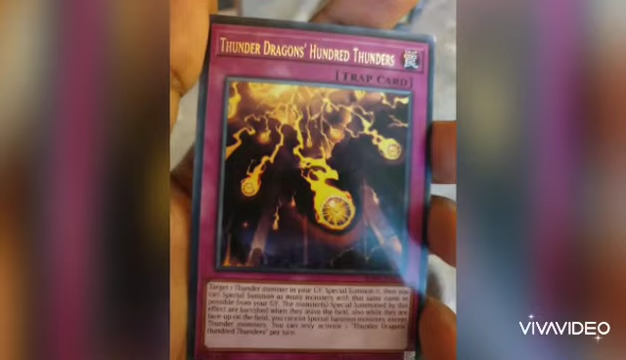 THUNDER DRAGONS' HUNDRED THUNDERS
[TRAP CARD]
Target 1 Thunder monster in your GY; Special Summon it, then you
can Special Summon as many monsters with that same name as
possible from your GY. The monster(s) Special Summoned by this
effect are banished when they leave the field, also while they are
face-up on the field, you cannot Special Summon monsters, except
Thunder monsters. You can only activate 1 "Thunder Dragons'
Hundred Thunders" per turn.
VIVAVIDEO